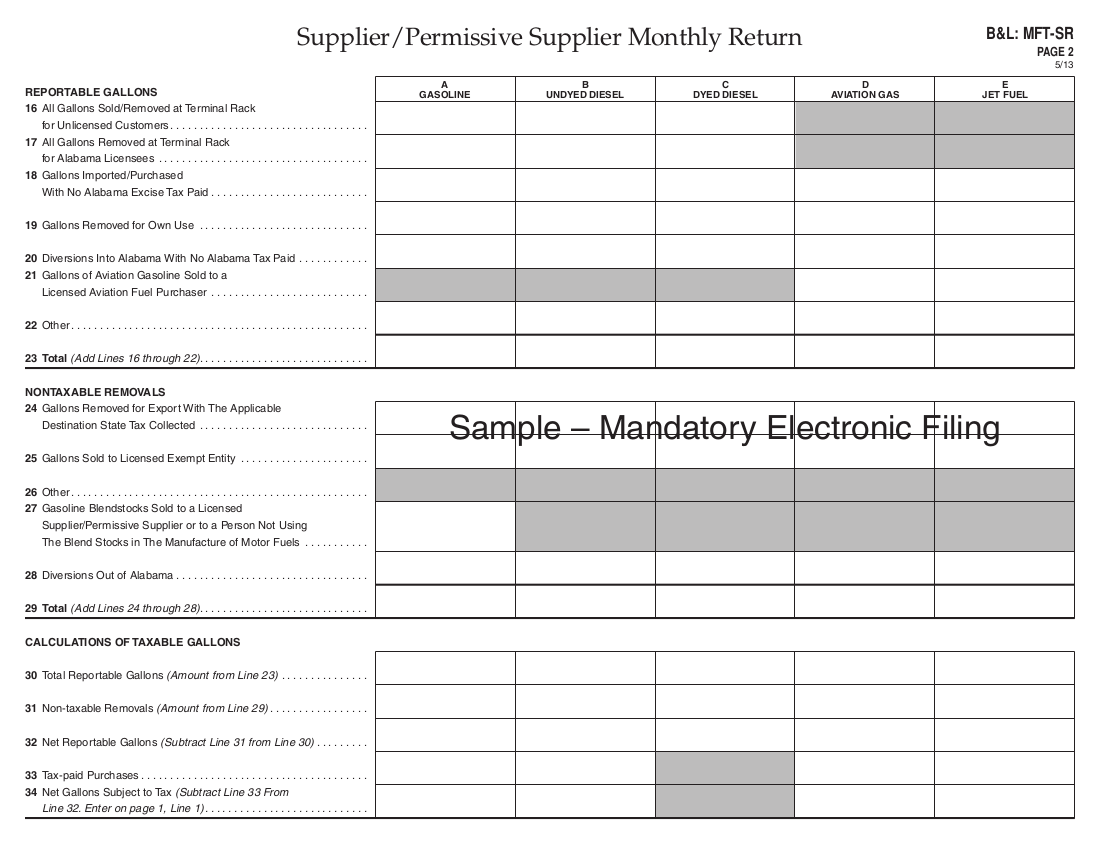 Supplier/Permissive Supplier Monthly Return
B&L: MFT-SR
PAGE 2
5/13
REPORTABLE GALLONS
A
GASOLINE
B
UNDYED DIESEL
C
DYED DIESEL
D
AVIATION GAS
E
JET FUEL
16 All Gallons Sold/Removed at Terminal Rack
for Unlicensed Customers. . . . . . . . . . . . . . . . . . . . . . . . . . . . . . . . . .
17 All Gallons Removed at Terminal Rack
for Alabama Licensees . . . . . . . . . . . . . . . . . . . . . . . . . . . . . . . . . . . .
18 Gallons Imported/Purchased
With No Alabama Excise Tax Paid . . . . . . . . . . . . . . . . . . . . . . . . . . .
19 Gallons Removed for Own Use . . . . . . . . . . . . . . . . . . . . . . . . . . . . .
20 Diversions Into Alabama With No Alabama Tax Paid . . . . . . . . . . . .
21 Gallons of Aviation Gasoline Sold to a
Licensed Aviation Fuel Purchaser . . . . . . . . . . . . . . . . . . . . . . . . . . .
22 Other. . . . . . . . . . . . . . . . . . . . . . . . . . . . . . . . . . . . . . . . . . . . . . . . . . .
23 Total (Add Lines 16 through 22). . . . . . . . . . . . . . . . . . . . . . . . . . . . .
NONTAXABLE REMOVALS
24 Gallons Removed for Export With The Applicable
Destination State Tax Collected . . . . . . . . . . . . . . . . . . . . . . . . . . . . .
Sample – Mandatory Electronic Filing
25 Gallons Sold to Licensed Exempt Entity . . . . . . . . . . . . . . . . . . . . . .
26 Other. . . . . . . . . . . . . . . . . . . . . . . . . . . . . . . . . . . . . . . . . . . . . . . . . . .
27 Gasoline Blendstocks Sold to a Licensed
Supplier/Permissive Supplier or to a Person Not Using
The Blend Stocks in The Manufacture of Motor Fuels . . . . . . . . . . .
28 Diversions Out of Alabama . . . . . . . . . . . . . . . . . . . . . . . . . . . . . . . . .
29 Total (Add Lines 24 through 28). . . . . . . . . . . . . . . . . . . . . . . . . . . . .
CALCULATIONS OF TAXABLE GALLONS
30 Total Reportable Gallons (Amount from Line 23) . . . . . . . . . . . . . . .
31 Non-taxable Removals (Amount from Line 29) . . . . . . . . . . . . . . . . .
32 Net Reportable Gallons (Subtract Line 31 from Line 30) . . . . . . . . .
33 Tax-paid Purchases . . . . . . . . . . . . . . . . . . . . . . . . . . . . . . . . . . . . . . .
34 Net Gallons Subject to Tax (Subtract Line 33 From
Line 32. Enter on page 1, Line 1). . . . . . . . . . . . . . . . . . . . . . . . . . . .